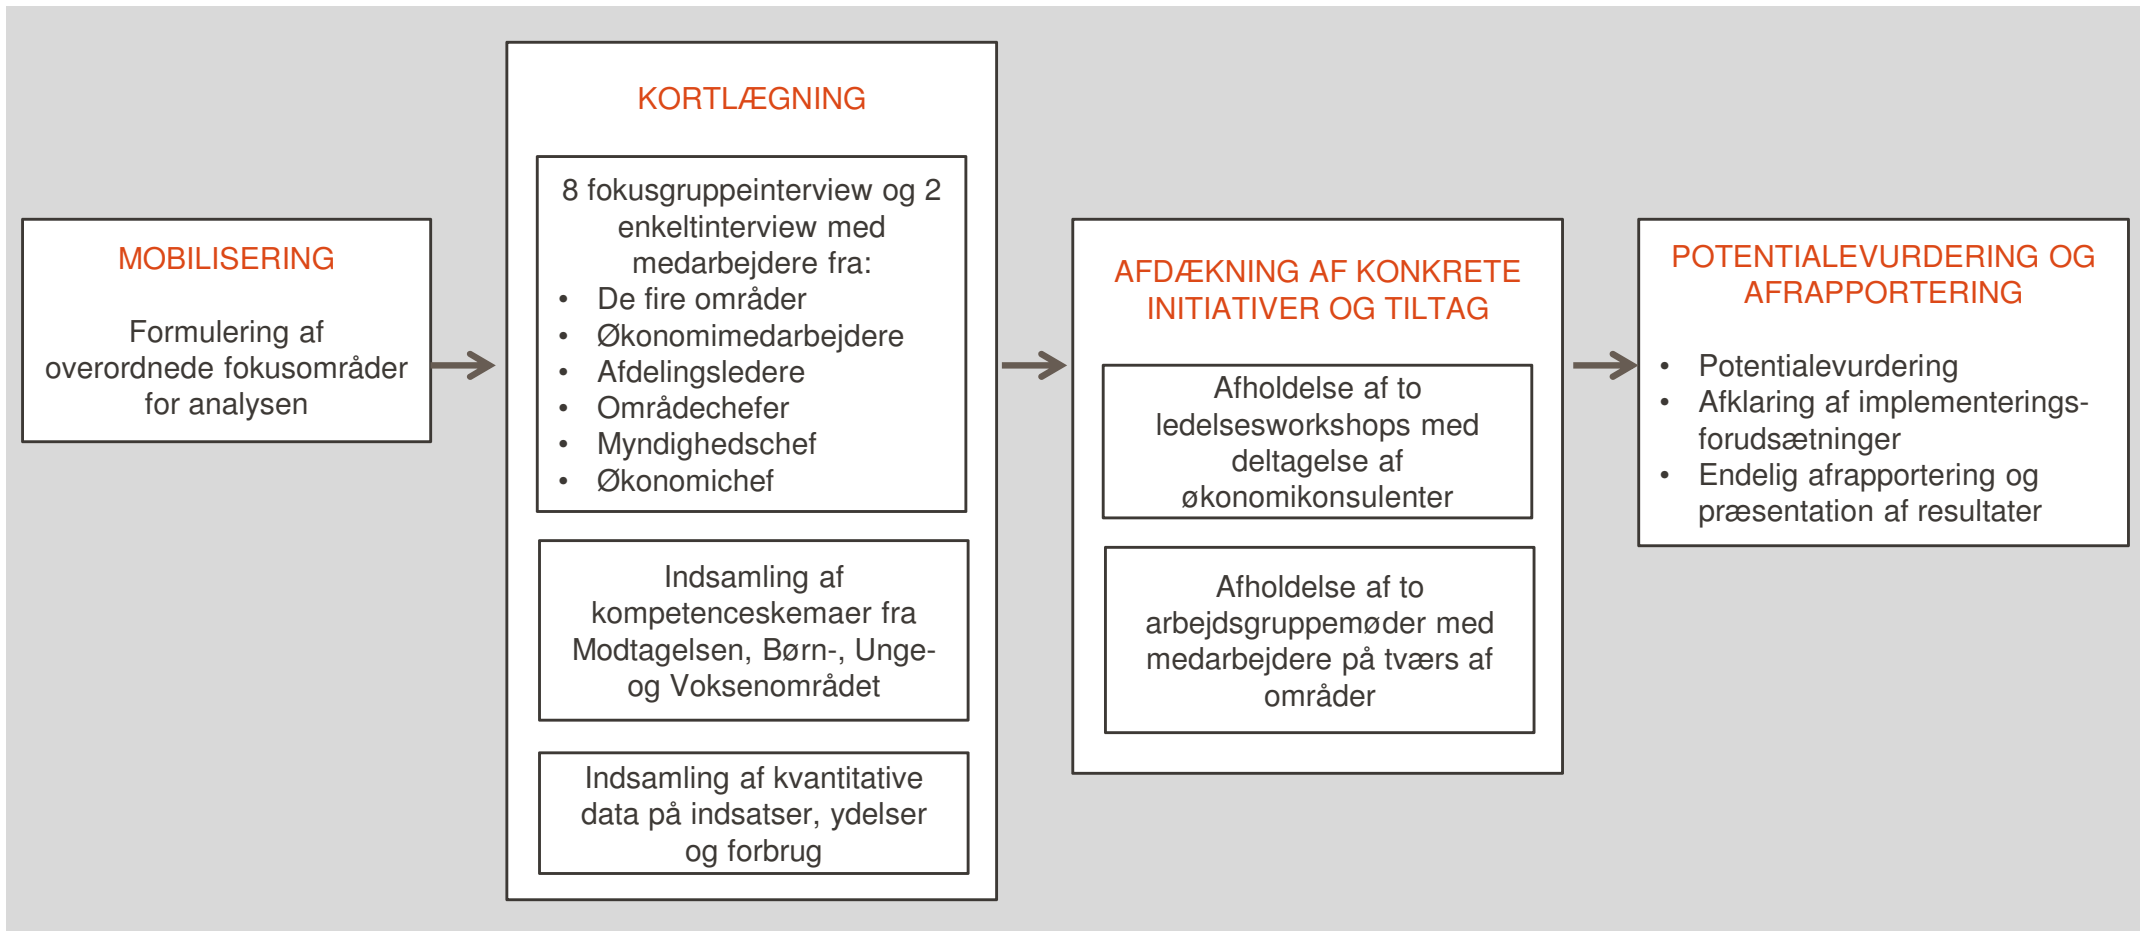 MOBILISERING
Formulering af
overordnede fokusområder
for analysen
KORTLÆGNING
8 fokusgruppeinterview og 2
enkeltinterview med
medarbejdere fra:
• De fire områder
• Økonomimedarbejdere
• Afdelingsledere
• Områdechefer
• Myndighedschef
• Økonomichef
Indsamling af
kompetenceskemaer fra
Modtagelsen, Børn-, Unge-
og Voksenområdet
Indsamling af kvantitative
data på indsatser, ydelser
og forbrug
AFDÆKNING AF KONKRETE
INITIATIVER OG TILTAG
Afholdelse af to
ledelsesworkshops med
deltagelse af
økonomikonsulenter
Afholdelse af to
arbejdsgruppemøder med
medarbejdere på tværs af
områder
POTENTIALEVURDERING OG
AFRAPPORTERING
• Potentialevurdering
• Afklaring af implementerings-
forudsætninger
• Endelig afrapportering og
præsentation af resultater